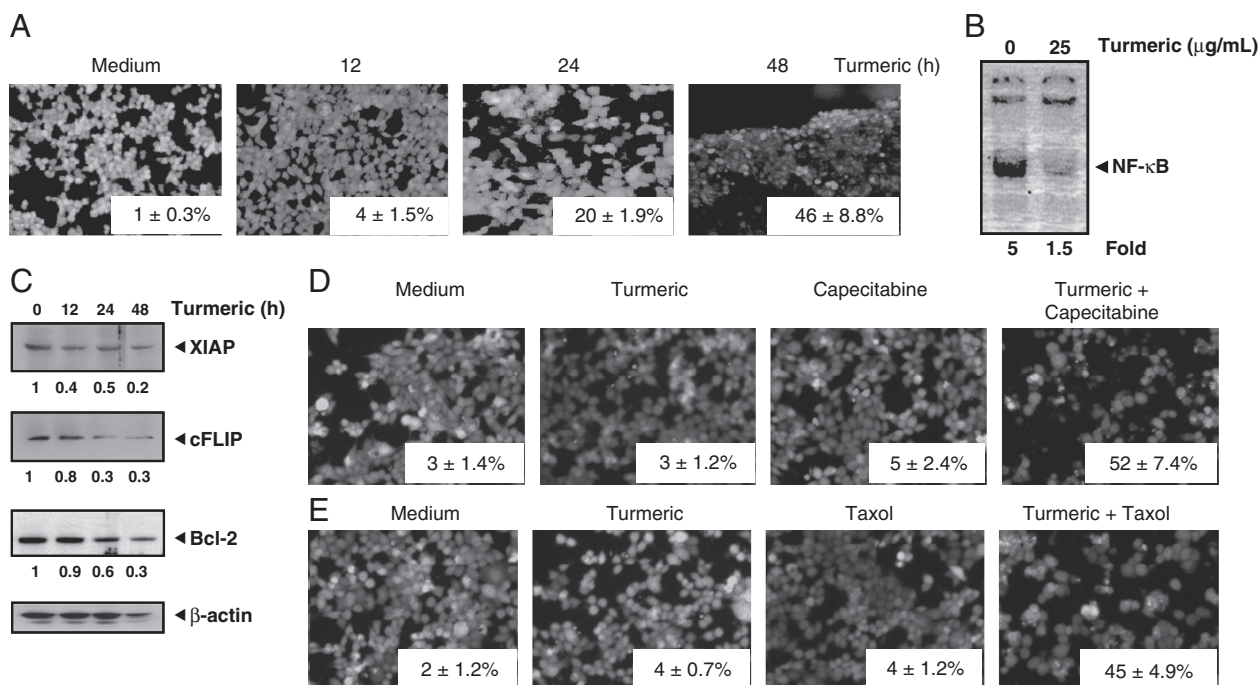 A
Medium 12 24 48 Turmeric (h)
1 ± 0.3% 4 ± 1.5% 20 ± 1.9% 46 ± 8.8%
B
0 25 Turmeric (μg/mL)
NF-κB
5 1.5 Fold
C
0 12 24 48 Turmeric (h)
XIAP
1 0.4 0.5 0.2
cFLIP
1 0.8 0.3 0.3
Bcl-2
1 0.9 0.6 0.3
β-actin
D
Medium Turmeric Capecitabine Turmeric +
Capecitabine
3 ± 1.4% 3 ± 1.2% 5 ± 2.4% 52 ± 7.4%
E
Medium Turmeric Taxol Turmeric + Taxol
2 ± 1.2% 4 ± 0.7% 4 ± 1.2% 45 ± 4.9%